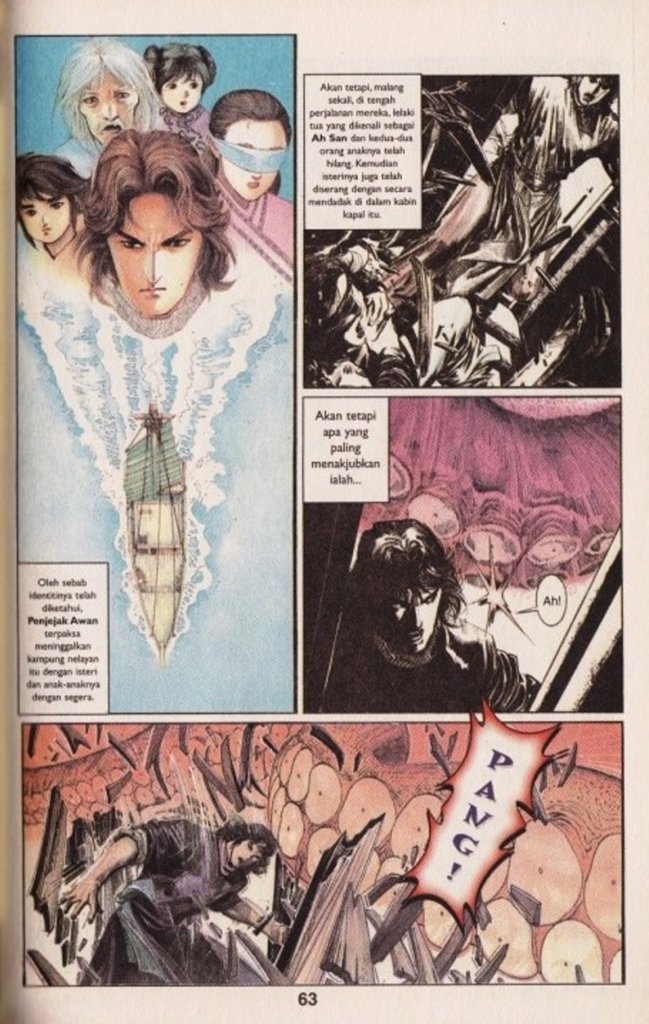 Oleh sebab
identitinya telah
diketahui,
Penjejak Awan
terpaksa
meninggalkan
kampung nelayan
itu dengan isteri
dan anak-anaknya
dengan segera.
Akan tetapi, malang
sekali, di tengah
perjalanan mereka, lelaki
tua yang dikenali sebagai
Ah San dan kedua-dua
orang anaknya telah
hilang. Kemudian
isterinya juga telah
diserang dengan secara
mendadak di dalam kabin
kapal itu.
Akan tetapi
apa yang
paling
menakjubkan
ialah...
Ah!
PANG!
63